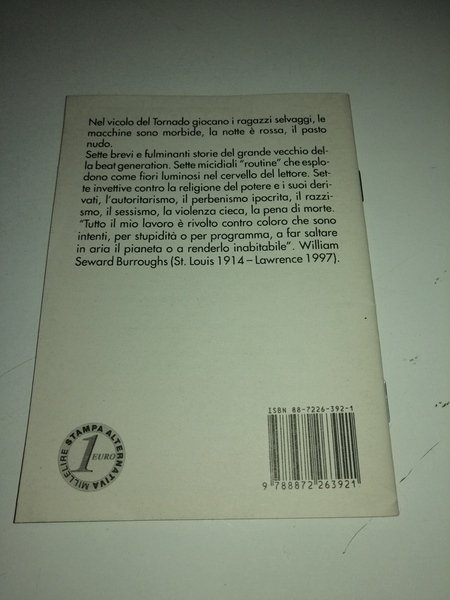 Nel vicolo del Tornado giocano i ragazzi selvaggi, le
macchine sono morbide, la notte è rossa, il pasto
nudo.
Sette brevi e fulminanti storie del grande vecchio del-
la beat generation. Sette micidiali "routine" che esplo-
dono come fiori luminosi nel cervello del lettore. Set-
te invettive contro la religione del potere e i suoi deri-
vati, l'autoritarismo, il perbenismo ipocrita, il razzi-
smo, il sessismo, la violenza cieca, la pena di morte.
"Tutto il mio lavoro è rivolto contro coloro che sono
intenti, per stupidità o per programma, a far saltare
in aria il pianeta o a renderlo inabitabile". William
Seward Burroughs (St. Louis 1914 – Lawrence 1997).
ISBN 88-7226-392-1
9 788872 263921
STAMPA ALTERNATIVA
MILLELIRE
1 EURO